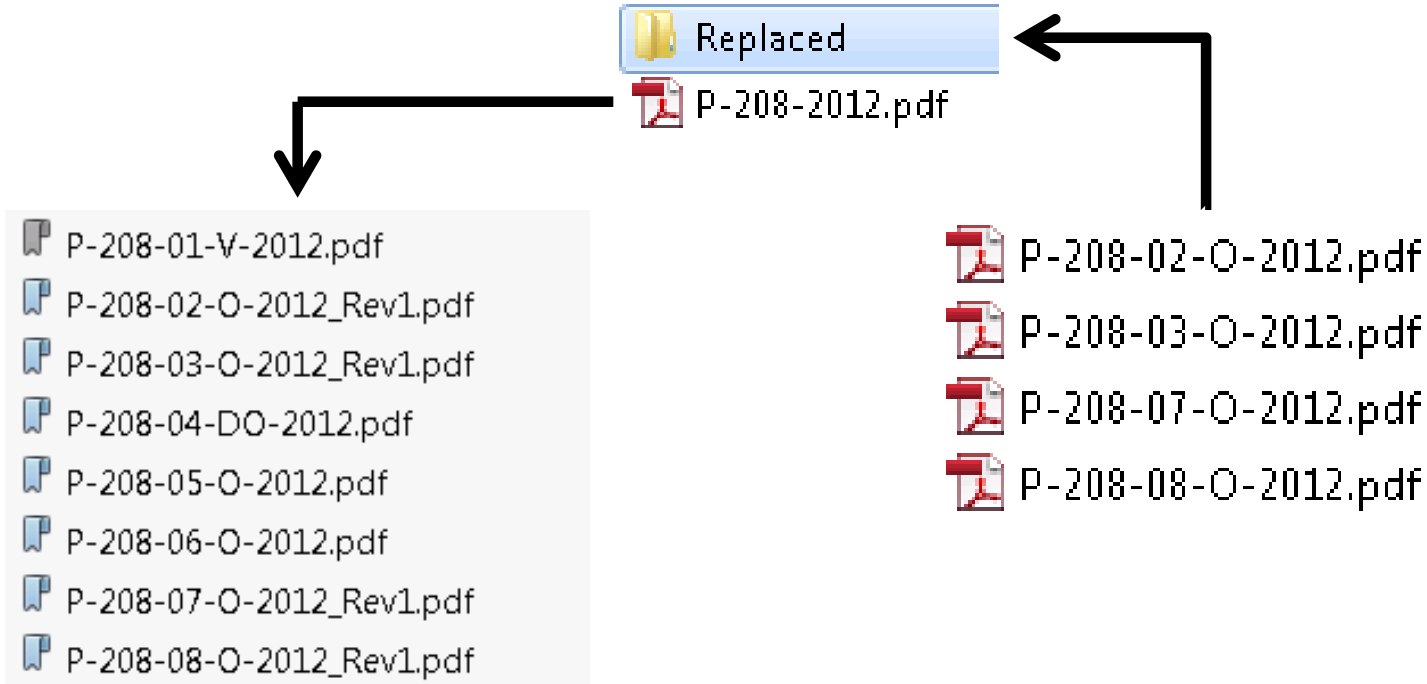 Replaced
P-208-2012.pdf
P-208-01-V-2012.pdf
P-208-02-O-2012_Rev1.pdf
P-208-03-O-2012_Rev1.pdf
P-208-04-DO-2012.pdf
P-208-05-O-2012.pdf
P-208-06-O-2012.pdf
P-208-07-O-2012_Rev1.pdf
P-208-08-O-2012_Rev1.pdf
P-208-02-O-2012.pdf
P-208-03-O-2012.pdf
P-208-07-O-2012.pdf
P-208-08-O-2012.pdf